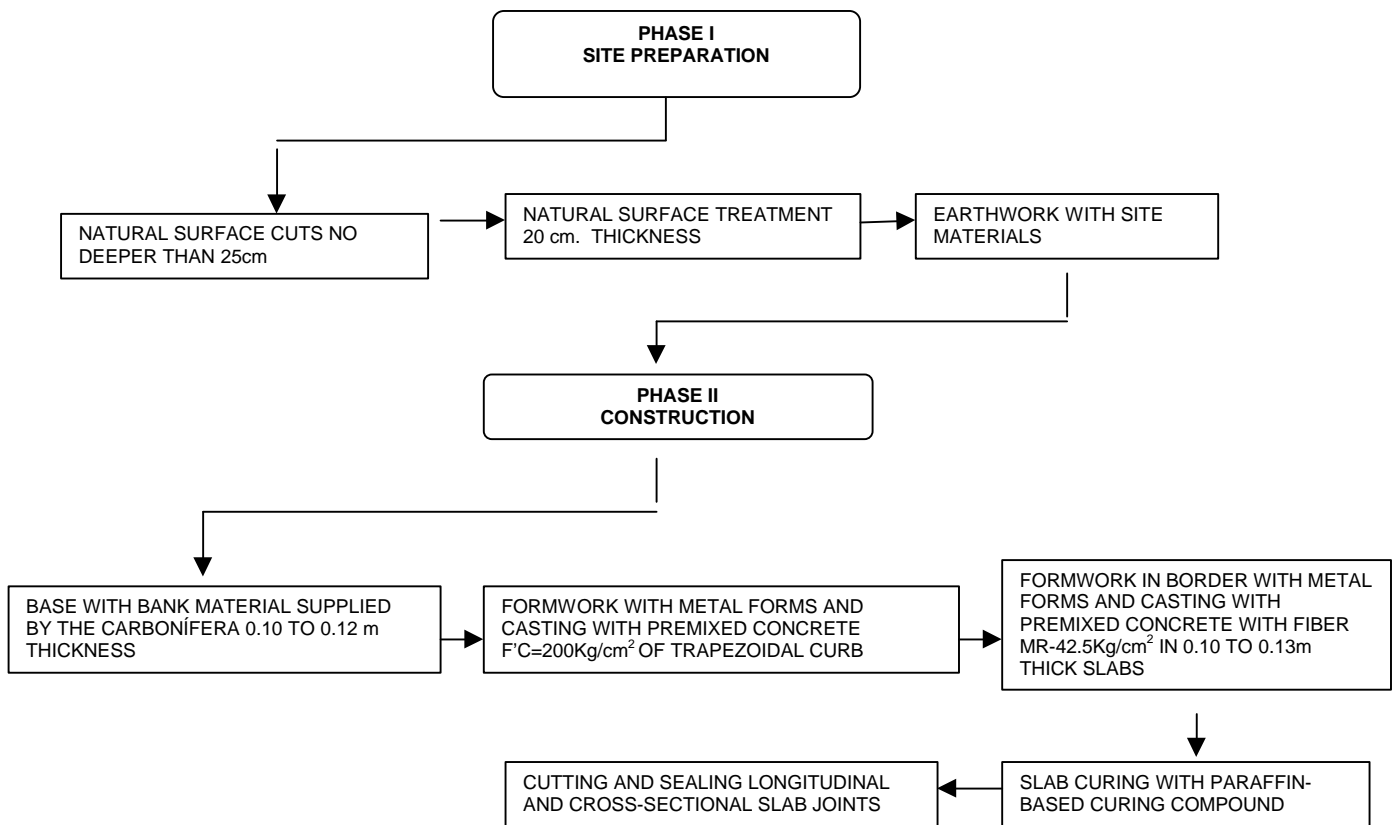 PHASE I
SITE PREPARATION
NATURAL SURFACE CUTS NO
DEEPER THAN 25cm
NATURAL SURFACE TREATMENT
20 cm. THICKNESS
EARTHWORK WITH SITE
MATERIALS
PHASE II
CONSTRUCTION
BASE WITH BANK MATERIAL SUPPLIED
BY THE CARBONÍFERA 0.10 TO 0.12 m
THICKNESS
FORMWORK WITH METAL FORMS AND
CASTING WITH PREMIXED CONCRETE
F'C=200Kg/cm² OF TRAPEZOIDAL CURB
FORMWORK IN BORDER WITH METAL
FORMS AND CASTING WITH
PREMIXED CONCRETE WITH FIBER
MR-42.5Kg/cm² IN 0.10 TO 0.13m
THICK SLABS
SLAB CURING WITH PARAFFIN-
BASED CURING COMPOUND
CUTTING AND SEALING LONGITUDINAL
AND CROSS-SECTIONAL SLAB JOINTS